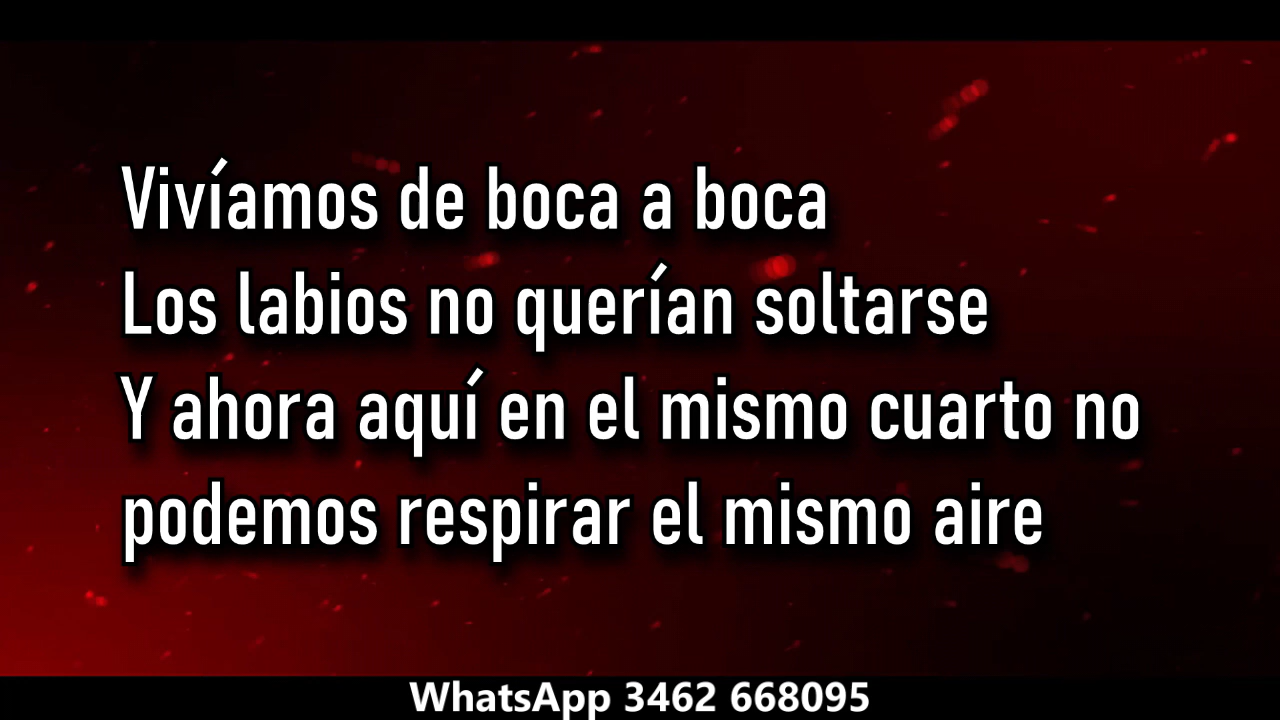 Vivíamos de boca a boca
Los labios no querían soltarse
Y ahora aquí en el mismo cuarto no
podemos respirar el mismo aire
WhatsApp 3462 668095